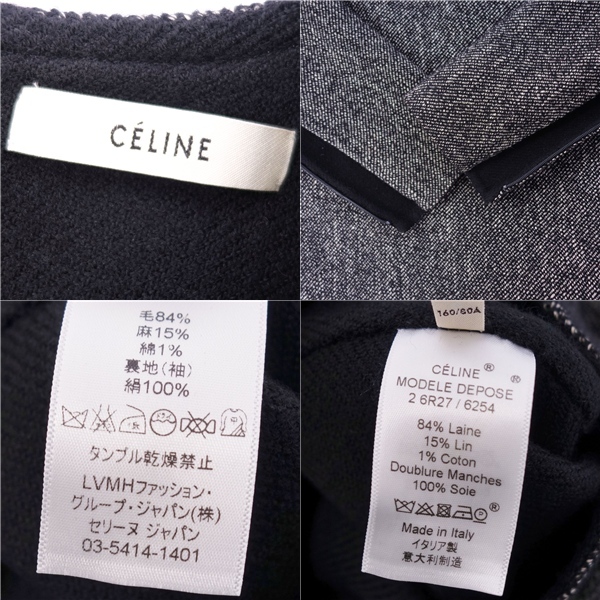 CÉLINE
毛84%
麻15%
綿1%
裏地(袖)
絹100%
タンブル乾燥禁止
LVMHファッション・
グループ・ジャパン(株)
セリーヌ ジャパン
03-5414-1401
160/80A
CÉLINE®
MODELE DEPOSE®
2 6R27 / 6254
84% Laine
15% Lin
1% Coton
Doublure Manches
100% Soie
Made in Italy
イタリア製
意大利制造